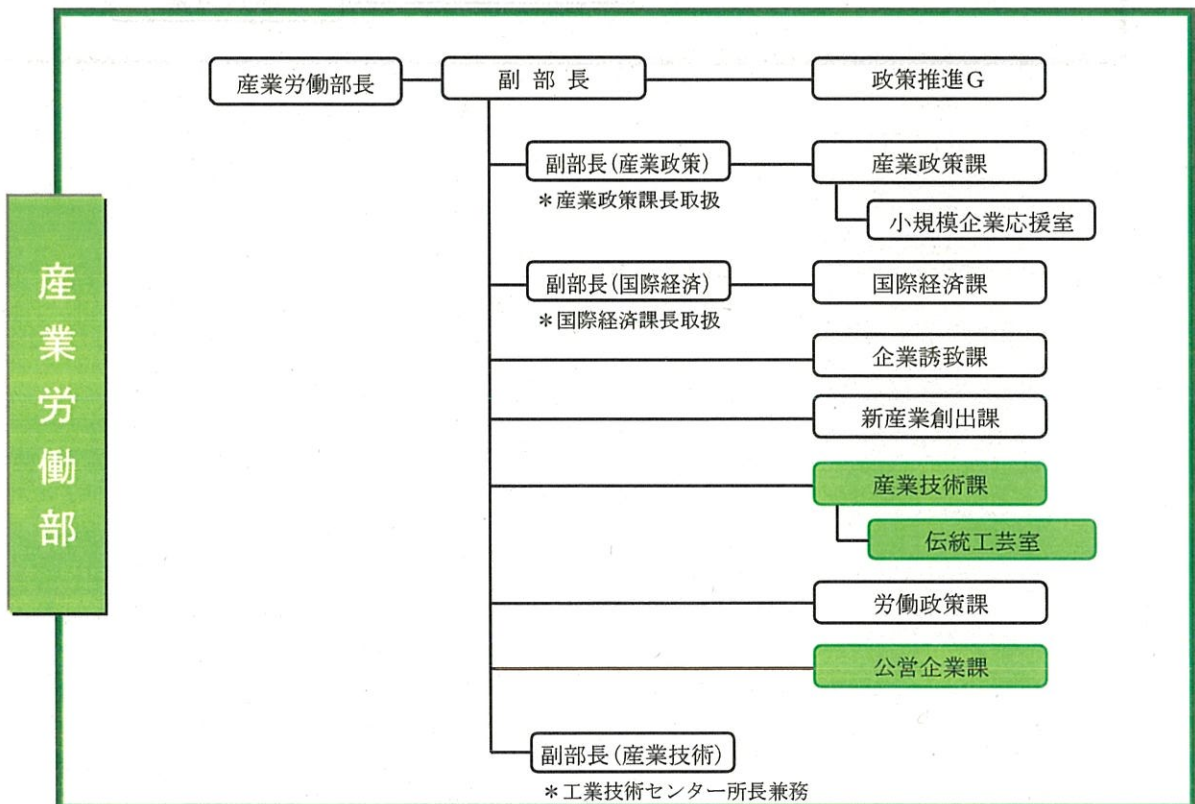 産業労働部
産業労働部長
副部長
政策推進G
副部長(産業政策)
産業政策課
＊産業政策課長取扱
小規模企業応援室
副部長(国際経済)
国際経済課
＊国際経済課長取扱
企業誘致課
新産業創出課
産業技術課
伝統工芸室
労働政策課
公営企業課
副部長(産業技術)
＊工業技術センター所長兼務